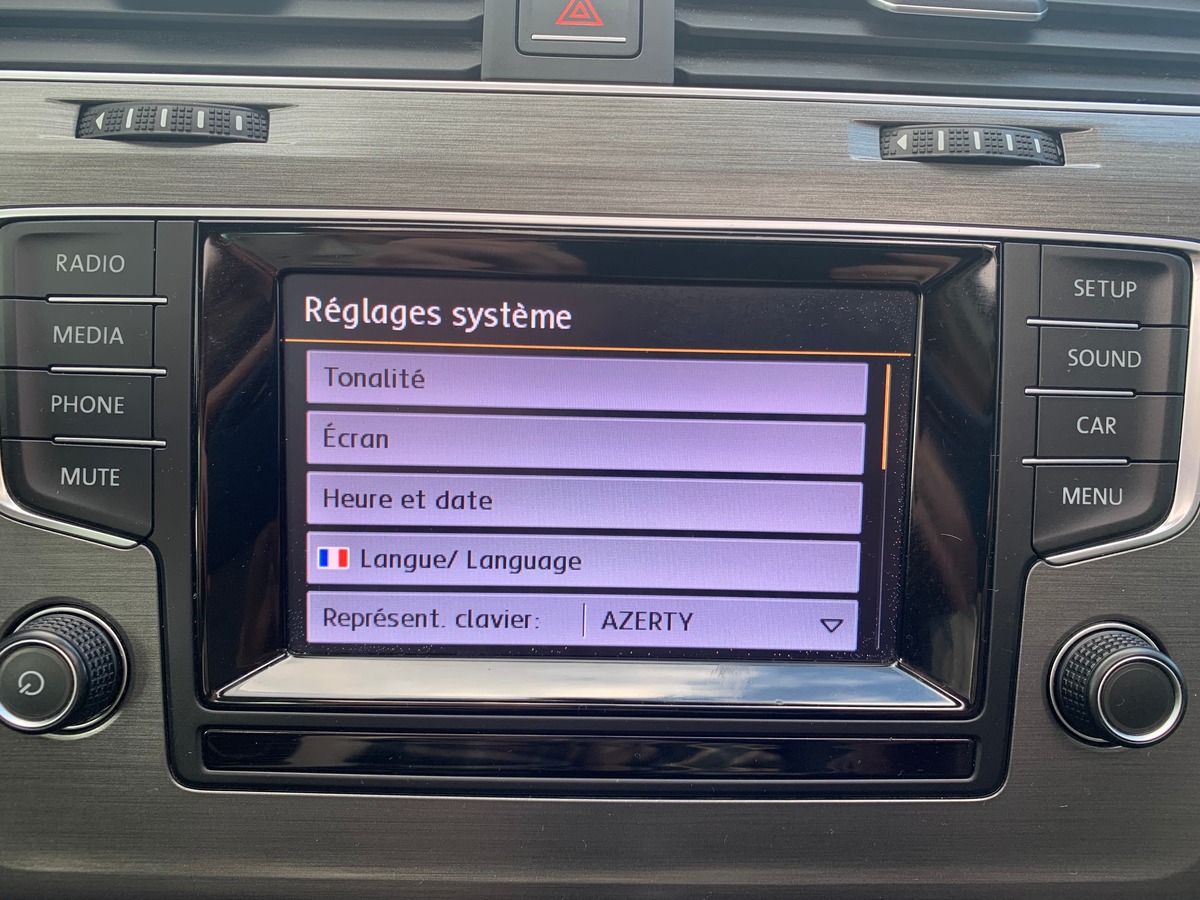 RADIO
MEDIA
PHONE
MUTE
Réglages système
Tonalité
Écran
Heure et date
Langue/ Language
Représent. clavier: AZERTY
SETUP
SOUND
CAR
MENU